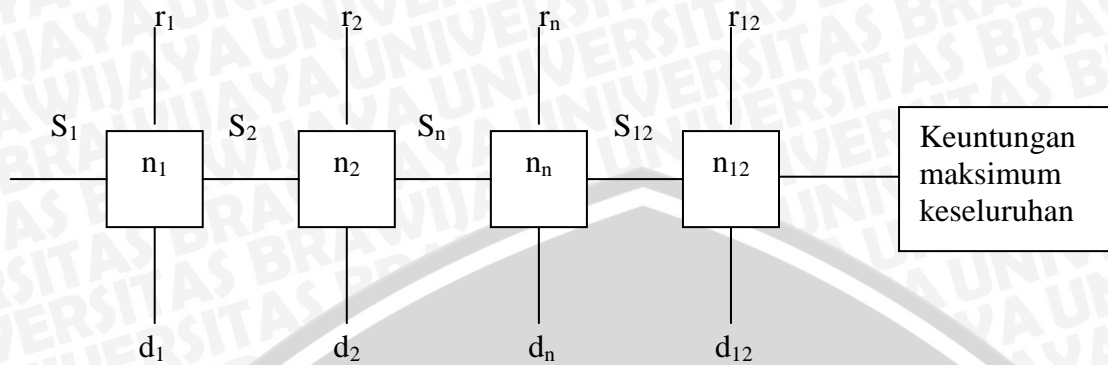 r₁ r₂ rₙ r₁₂
S₁ S₂ Sₙ S₁₂
n₁ n₂ nₙ n₁₂
Keuntungan
maksimum
keseluruhan
d₁ d₂ dₙ d₁₂